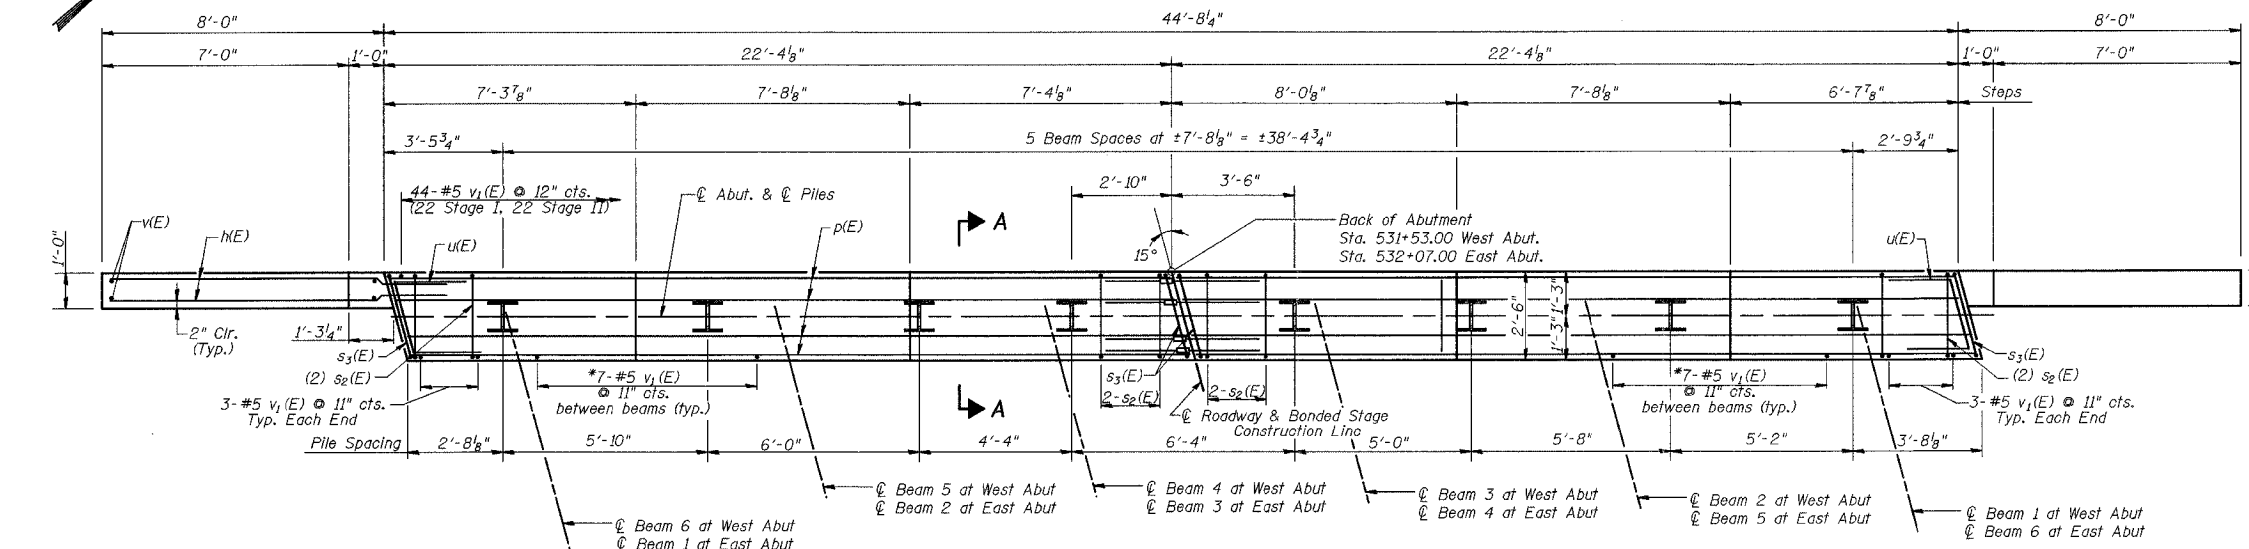 8'-0"
44'-8¼"
8'-0"
7'-0"
1'-0"
22'-4⅛"
22'-4⅛"
1'-0"
7'-0"
7'-3⅞"
7'-8⅛"
7'-4⅛"
8'-0⅛"
7'-8⅛"
6'-7⅞"
Steps
3'-5¾"
5 Beam Spaces at ±7'-8⅛" = ±38'-4¾"
2'-9¾"
44-#5 v₁(E) @ 12" cts.
(22 Stage I, 22 Stage II)
℄ Abut. & ℄ Piles
2'-10"
3'-6"
v(E)
h(E)
u(E)
p(E)
A
15°
Back of Abutment
Sta. 531+53.00 West Abut.
Sta. 532+07.00 East Abut.
u(E)
1'-0"
2" Clr.
(Typ.)
1'-3¼"
2'-6"
1'-3"
1'-3"
s₃(E)
(2) s₂(E)
3-#5 v₁(E) @ 11" cts.
Typ. Each End
*7-#5 v₁(E)
@ 11" cts.
between beams (typ.)
A
s₃(E)
2-s₂(E)
2-s₂(E)
℄ Roadway & Bonded Stage
Construction Line
*7-#5 v₁(E)
@ 11" cts.
between beams (typ.)
s₃(E)
(2) s₂(E)
3-#5 v₁(E) @ 11" cts.
Typ. Each End
Pile Spacing
2'-8⅛"
5'-10"
6'-0"
4'-4"
6'-4"
5'-0"
5'-8"
5'-2"
3'-8⅛"
℄ Beam 6 at West Abut
℄ Beam 1 at East Abut
℄ Beam 5 at West Abut
℄ Beam 2 at East Abut
℄ Beam 4 at West Abut
℄ Beam 3 at East Abut
℄ Beam 3 at West Abut
℄ Beam 4 at East Abut
℄ Beam 2 at West Abut
℄ Beam 5 at East Abut
℄ Beam 1 at West Abut
℄ Beam 6 at East Abut